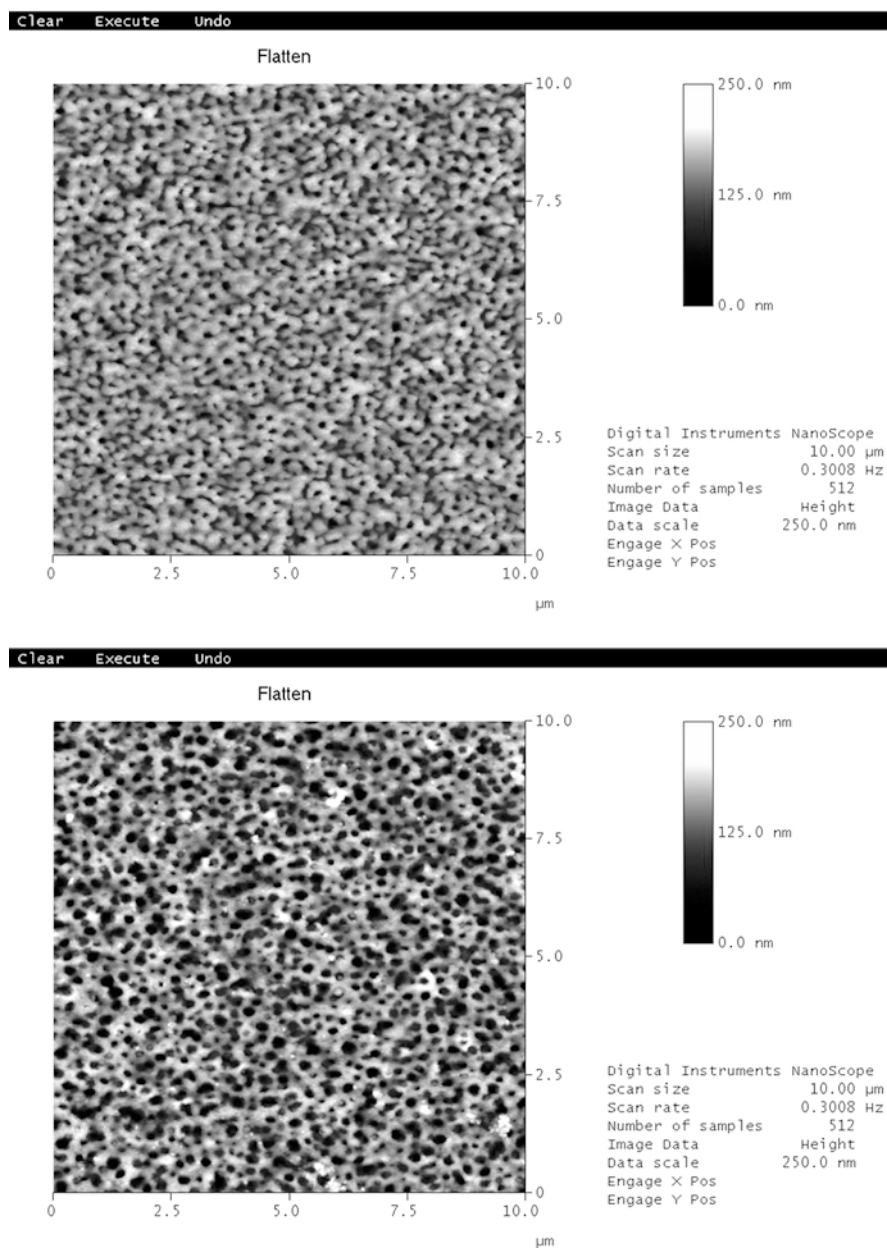 Clear Execute Undo
Flatten
10.0
7.5
5.0
2.5
0
0 2.5 5.0 7.5 10.0
µm
250.0 nm
125.0 nm
0.0 nm
Digital Instruments NanoScope
Scan size 10.00 µm
Scan rate 0.3008 Hz
Number of samples 512
Image Data Height
Data scale 250.0 nm
Engage X Pos
Engage Y Pos
Clear Execute Undo
Flatten
10.0
7.5
5.0
2.5
0
0 2.5 5.0 7.5 10.0
µm
250.0 nm
125.0 nm
0.0 nm
Digital Instruments NanoScope
Scan size 10.00 µm
Scan rate 0.3008 Hz
Number of samples 512
Image Data Height
Data scale 250.0 nm
Engage X Pos
Engage Y Pos